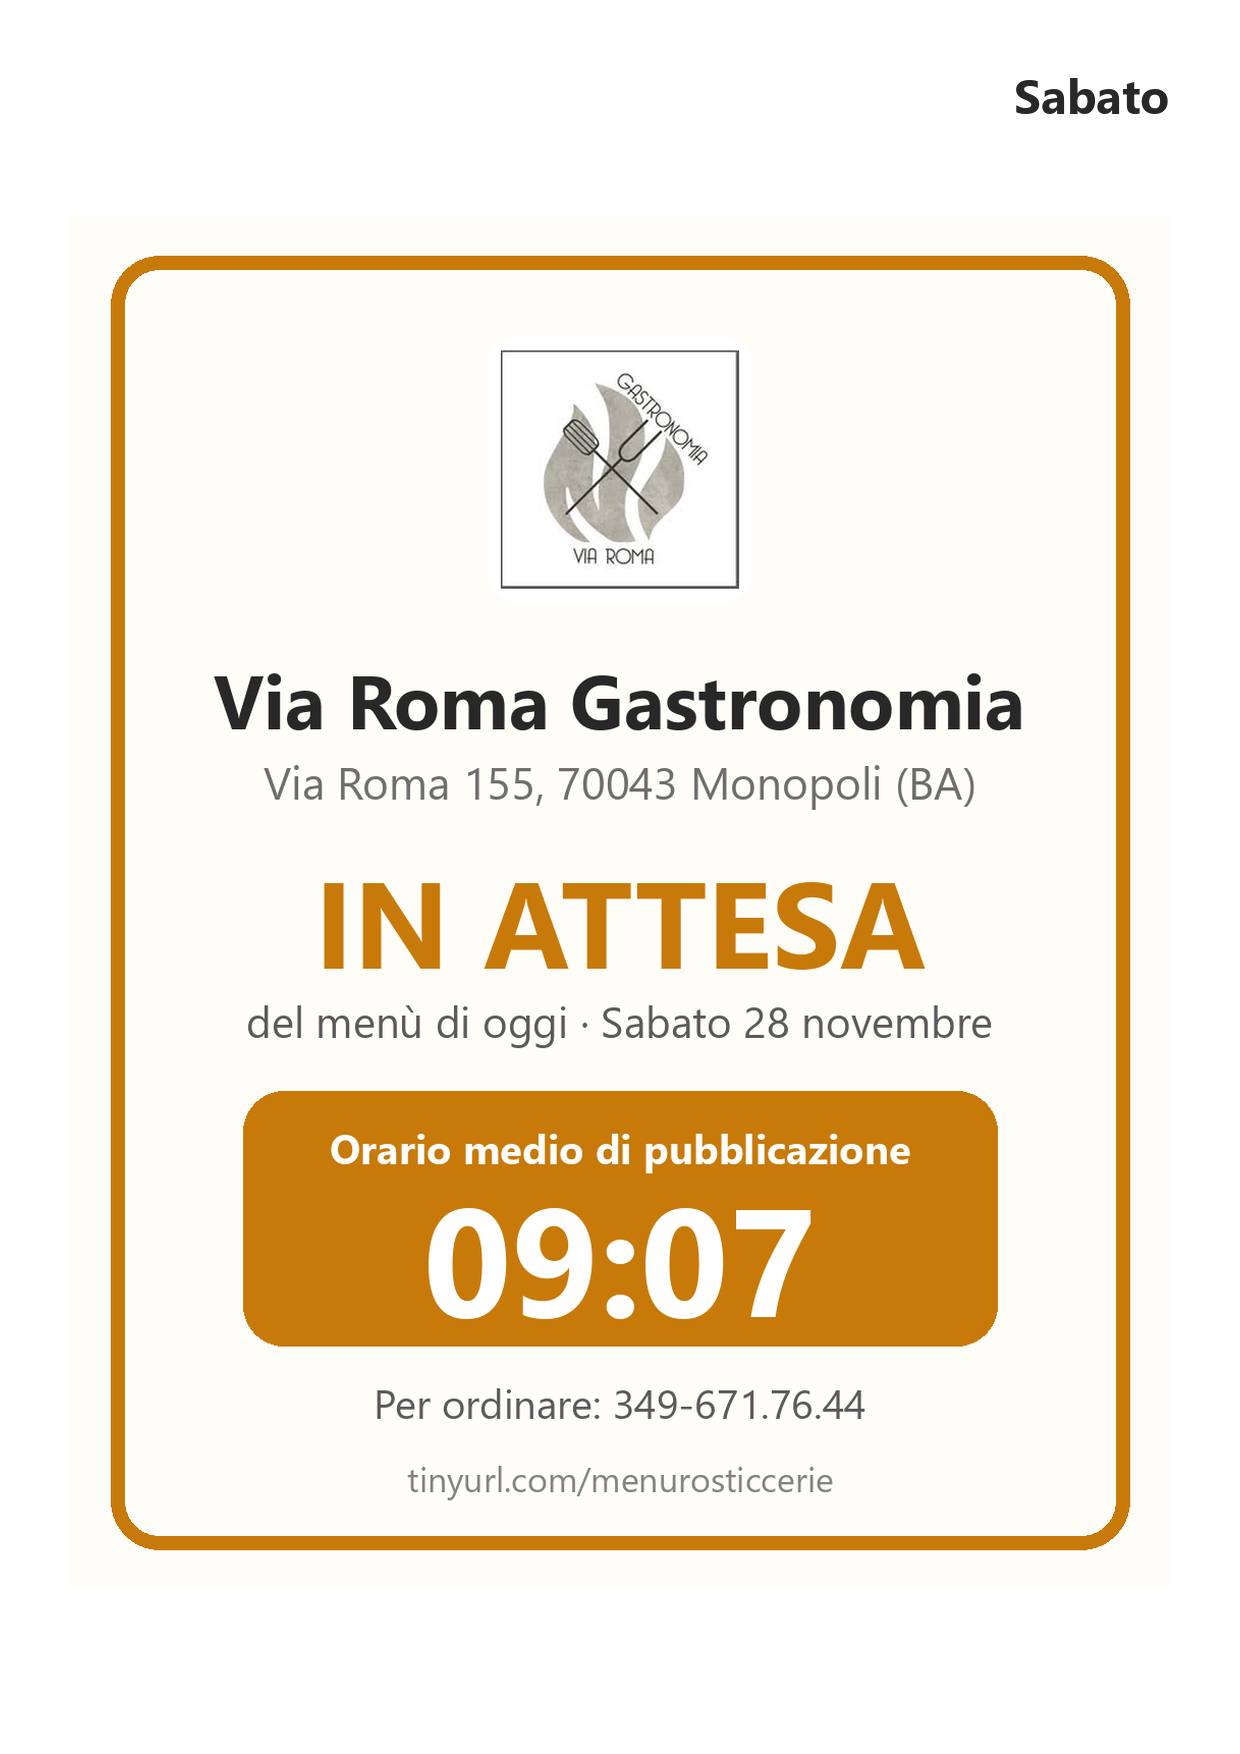 Sabato
GASTRONOMIA
VIA ROMA
Via Roma Gastronomia
Via Roma 155, 70043 Monopoli (BA)
IN ATTESA
del menù di oggi · Sabato 28 novembre
Orario medio di pubblicazione
09:07
Per ordinare: 349-671.76.44
tinyurl.com/menurosticcerie